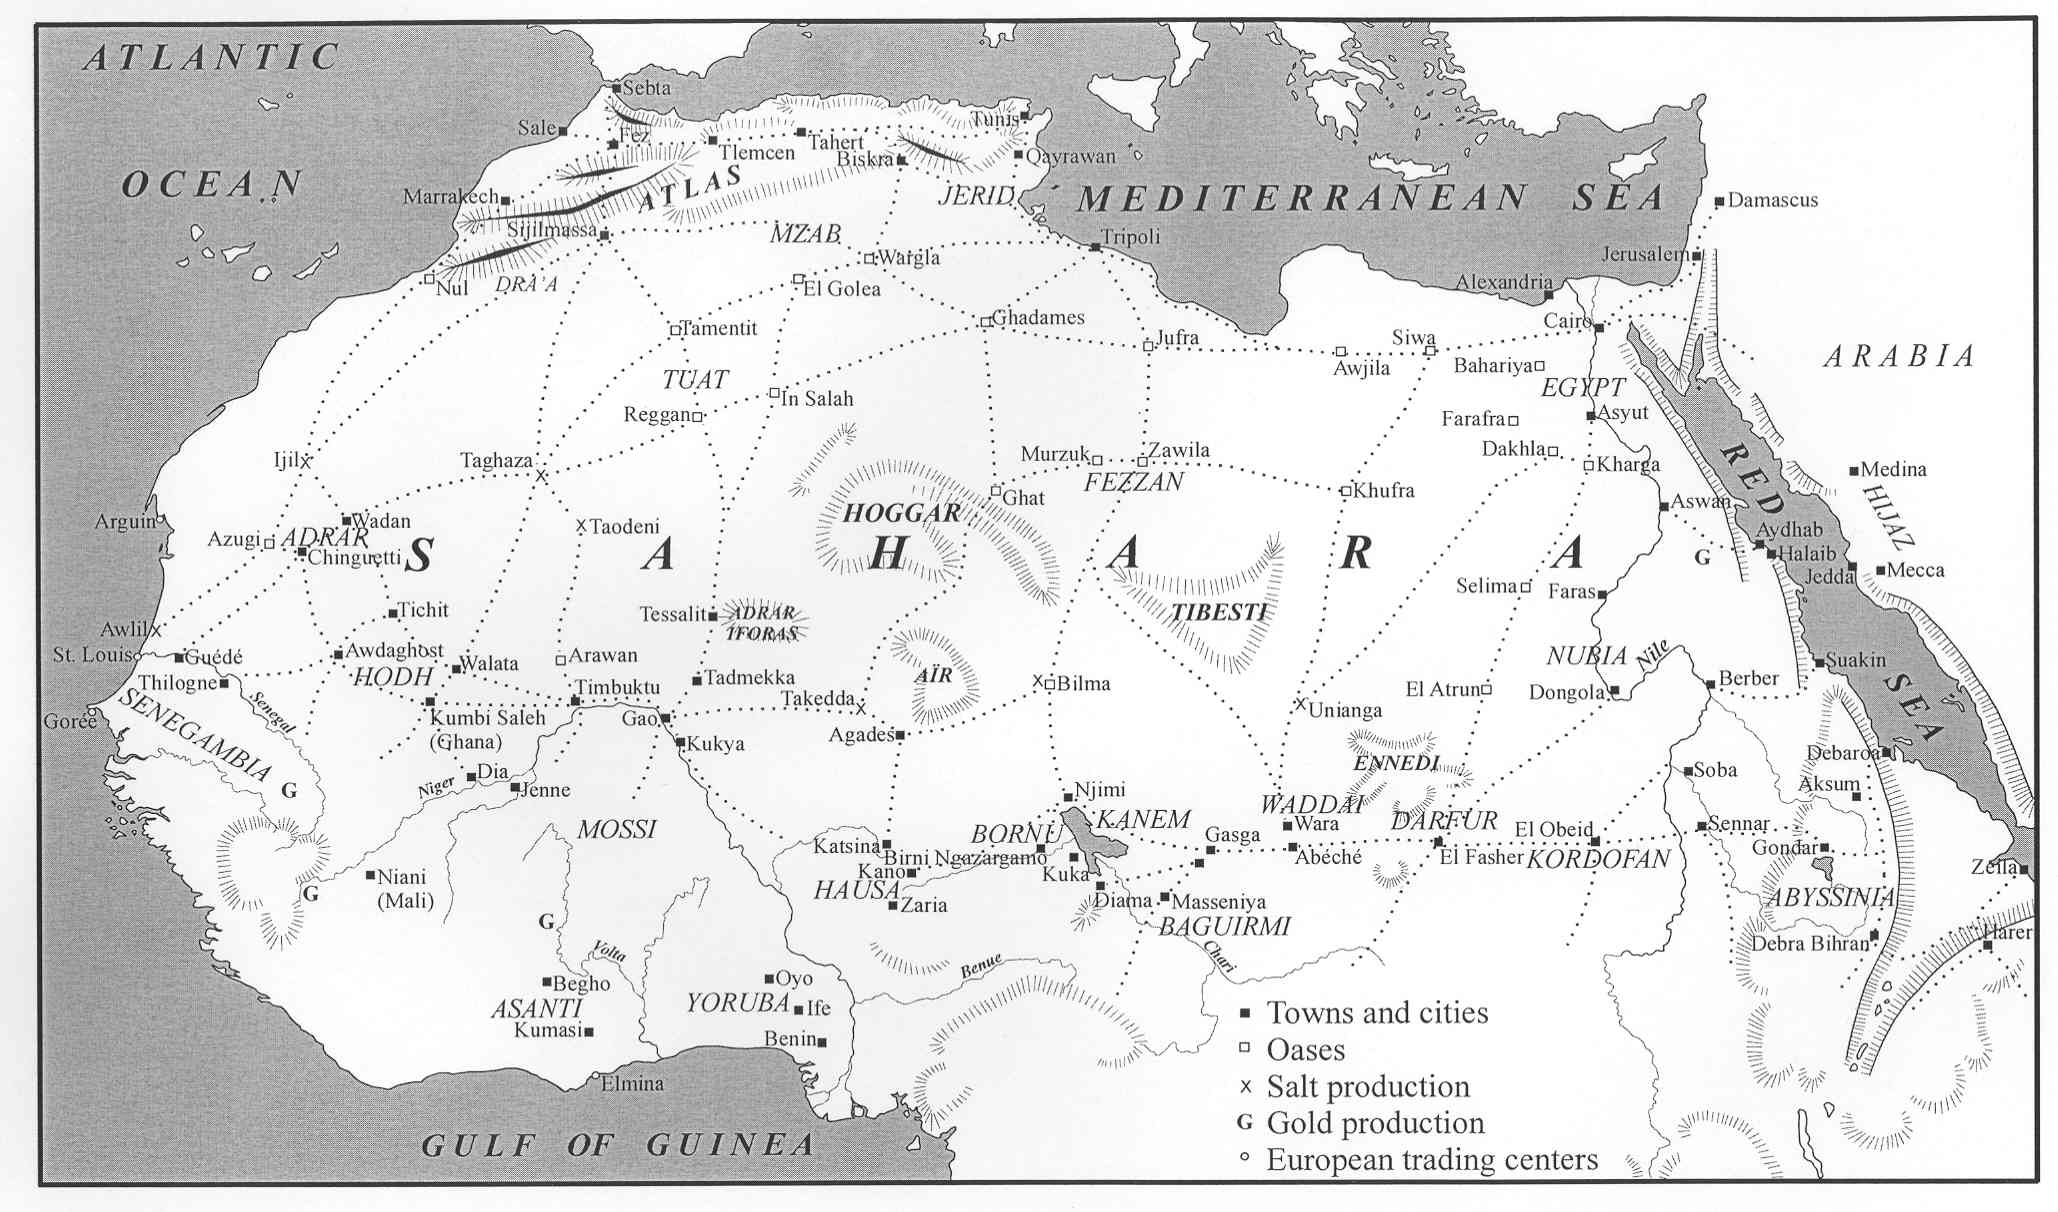 ATLANTIC
OCEAN
Sebta
Sale
Fez
Tlemcen
Tahert
Biskra
Tunis
Qayrawan
Marrakech
ATLAS
JERID
MEDITERRANEAN SEA
Damascus
Sijilmassa
MZAB
Wargla
Tripoli
Jerusalem
Nul
DRA'A
El Golea
Alexandria
Tamentit
Ghadames
Jufra
Siwa
Cairo
Awjila
Bahariya
ARABIA
TUAT
In Salah
EGYPT
Reggan
Farafra
Asyut
Ijil
Taghaza
Murzuk
Zawila
Dakhla
Kharga
RED SEA
Medina
FEZZAN
HIJAZ
Ghat
Khufra
Aswan
Arguin
Wadan
Taodeni
HOGGAR
Azugi
ADRAR
Chinguetti
SAHARA
Aydhab
Halaib
G
Jedda
Mecca
Tichit
Tessalit
ADRAR
IFORAS
TIBESTI
Selima
Faras
Awlil
St. Louis
Guédé
Awdaghost
Walata
Arawan
NUBIA
Nile
Suakin
Thilogne
HODH
Timbuktu
Tadmekka
AÏR
Takedda
Bilma
El Atrun
Dongola
Berber
Gorée
SENEGAMBIA
Senegal
Kumbi Saleh
(Ghana)
Gao
Kukya
Agades
Unianga
G
Niger
Dia
Jenne
ENNEDI
Debaroa
Soba
Aksum
MOSSI
Njimi
KANEM
WADDAI
Wara
DARFUR
Katsina
BORNU
Gasga
El Obeid
Sennar
Birni Ngazargamo
Abéché
El Fasher
KORDOFAN
Gondar
Niani
(Mali)
G
Kano
HAUSA
Zaria
Kuka
Diama
Masseniya
Zeila
ABYSSINIA
G
BAGUIRMI
Debra Bihran
Harer
Volta
Benue
Chari
Begho
ASANTI
Kumasi
Oyo
YORUBA
Ife
Benin
Elmina
GULF OF GUINEA
Towns and cities
Oases
x Salt production
G Gold production
European trading centers